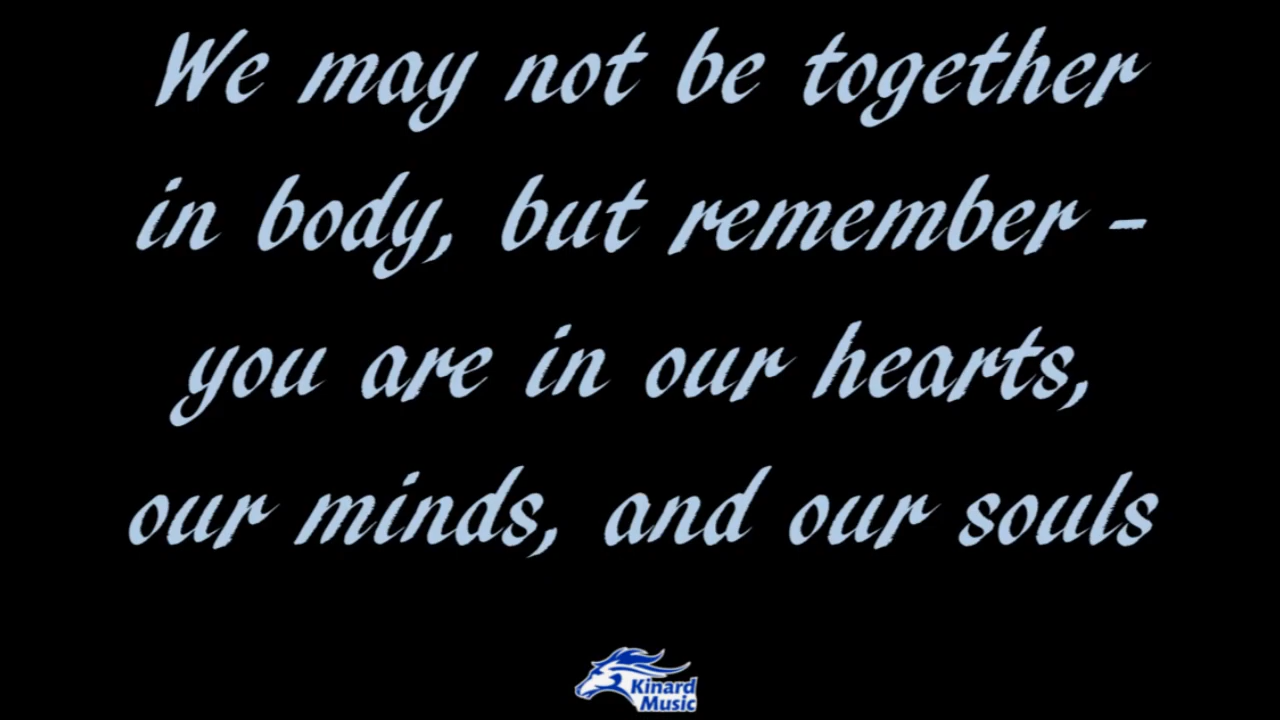 We may not be together
in body, but remember -
you are in our hearts,
our minds, and our souls
Kinard
Music